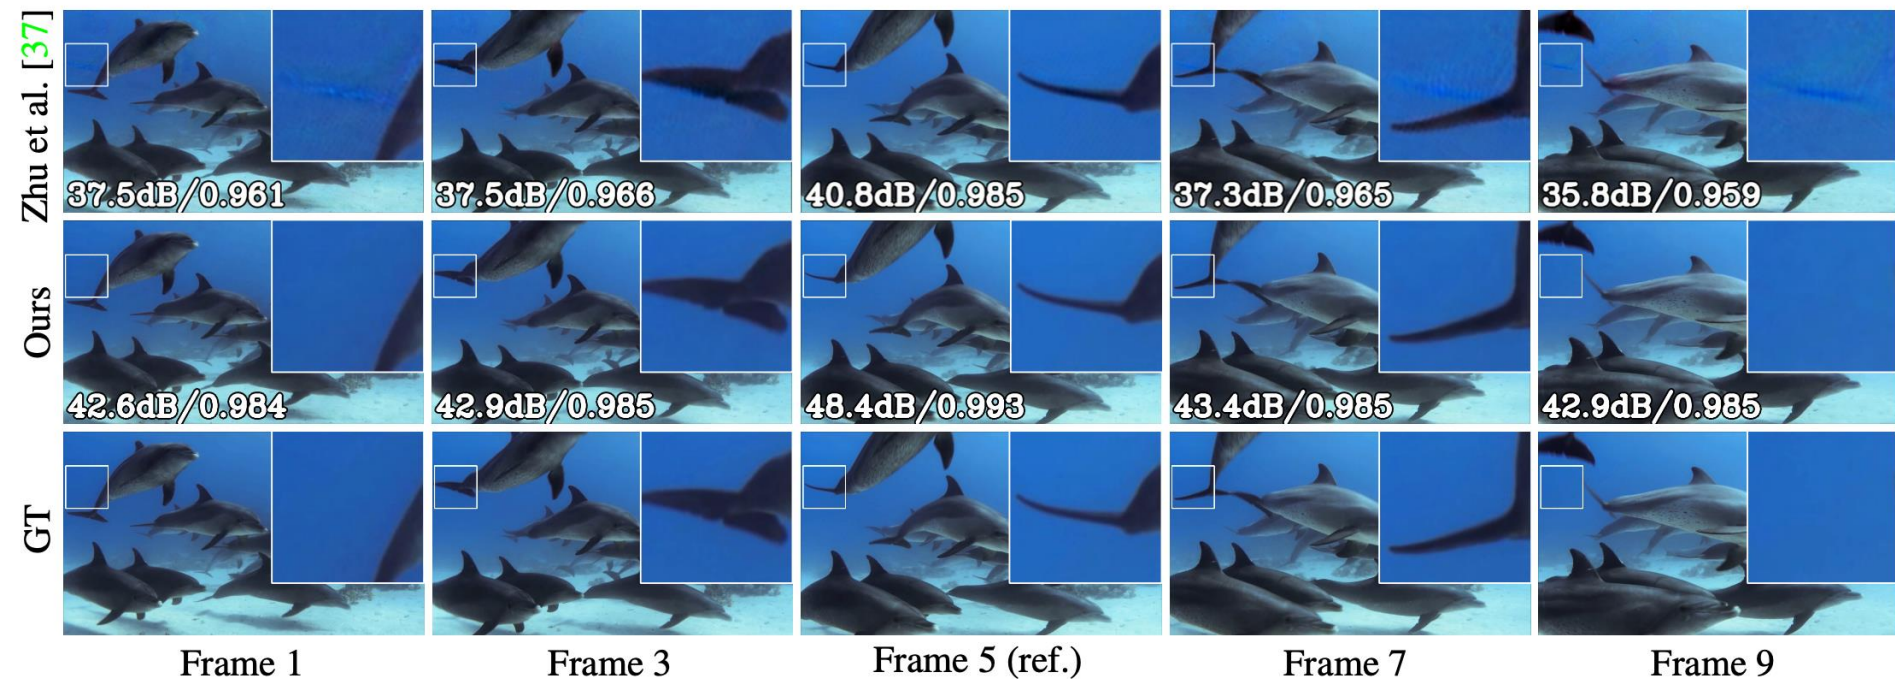 Zhu et al. [37]
37.5dB/0.961
37.5dB/0.966
40.8dB/0.985
37.3dB/0.965
35.8dB/0.959
Ours
42.6dB/0.984
42.9dB/0.985
48.4dB/0.993
43.4dB/0.985
42.9dB/0.985
GT
Frame 1
Frame 3
Frame 5 (ref.)
Frame 7
Frame 9